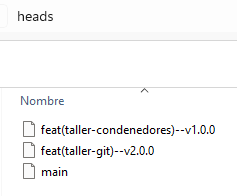 heads
Nombre
feat(taller-condenedores)--v1.0.0
feat(taller-git)--v2.0.0
main